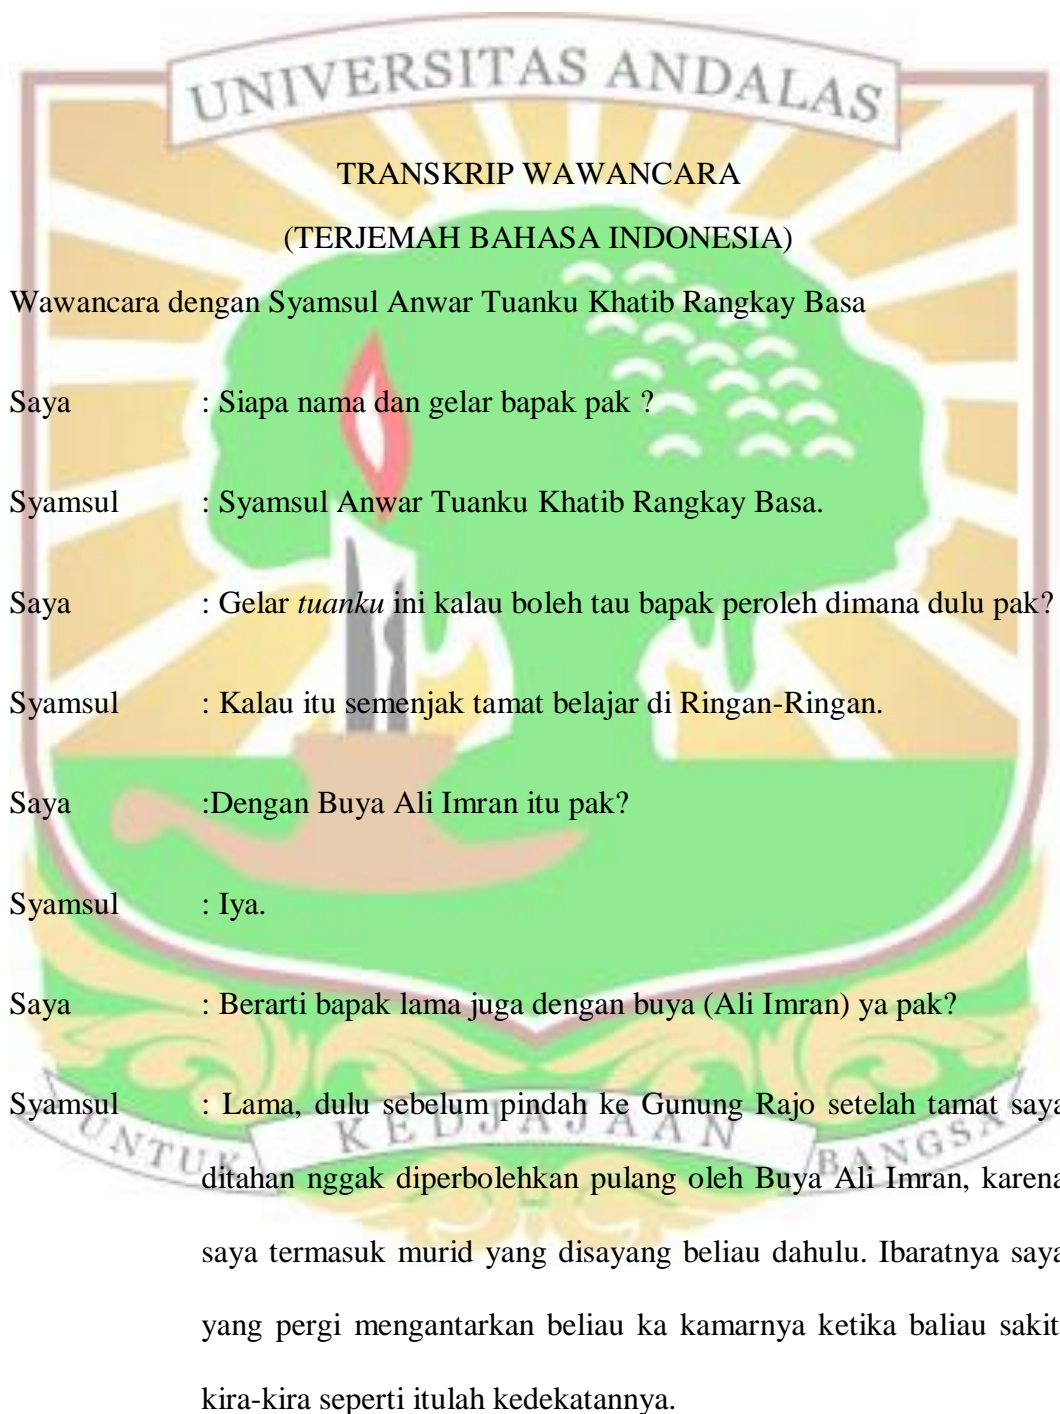 UNIVERSITAS ANDALAS
TRANSKRIP WAWANCARA
(TERJEMAH BAHASA INDONESIA)
Wawancara dengan Syamsul Anwar Tuanku Khatib Rangkay Basa
Saya : Siapa nama dan gelar bapak pak ?
Syamsul : Syamsul Anwar Tuanku Khatib Rangkay Basa.
Saya : Gelar tuanku ini kalau boleh tau bapak peroleh dimana dulu pak?
Syamsul : Kalau itu semenjak tamat belajar di Ringan-Ringan.
Saya :Dengan Buya Ali Imran itu pak?
Syamsul : Iya.
Saya : Berarti bapak lama juga dengan buya (Ali Imran) ya pak?
Syamsul : Lama, dulu sebelum pindah ke Gunung Rajo setelah tamat saya
ditahan nggak diperbolehkan pulang oleh Buya Ali Imran, karena
saya termasuk murid yang disayang beliau dahulu. Ibaratnya saya
yang pergi mengantarkan beliau ka kamarnya ketika baliau sakit
kira-kira seperti itulah kedekatannya.
UNTUK KEDJAJAAN BANGSA